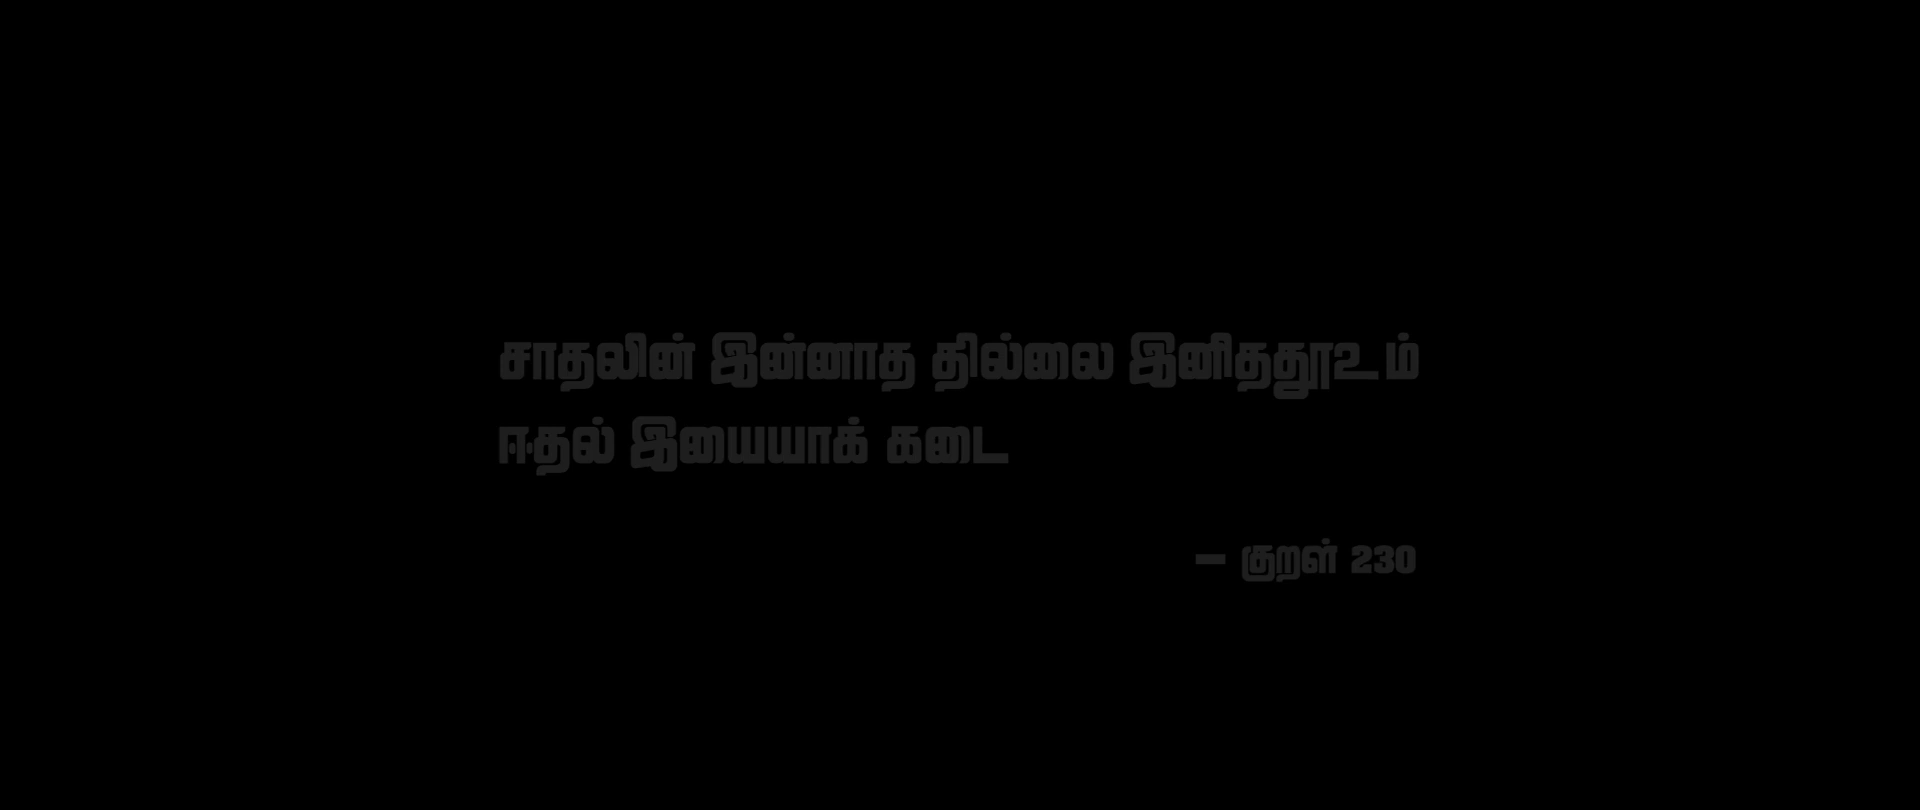 சாதலின் இன்னாத தில்லை இனிததூஉம்
ஈதல் இயையாக் கடை
– குறள் 230